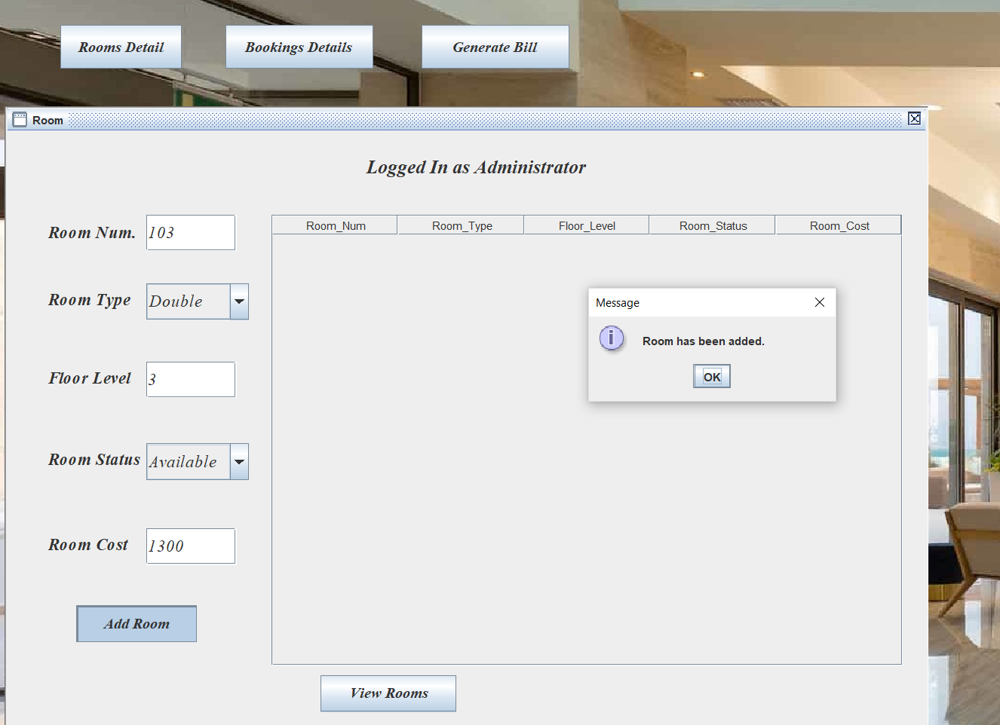 Rooms Detail
Bookings Details
Generate Bill
Room
Logged In as Administrator
Room Num. 103
Room_Num Room_Type Floor_Level Room_Status Room_Cost
Room Type Double
Message
Room has been added.
OK
Floor Level 3
Room Status Available
Room Cost 1300
Add Room
View Rooms